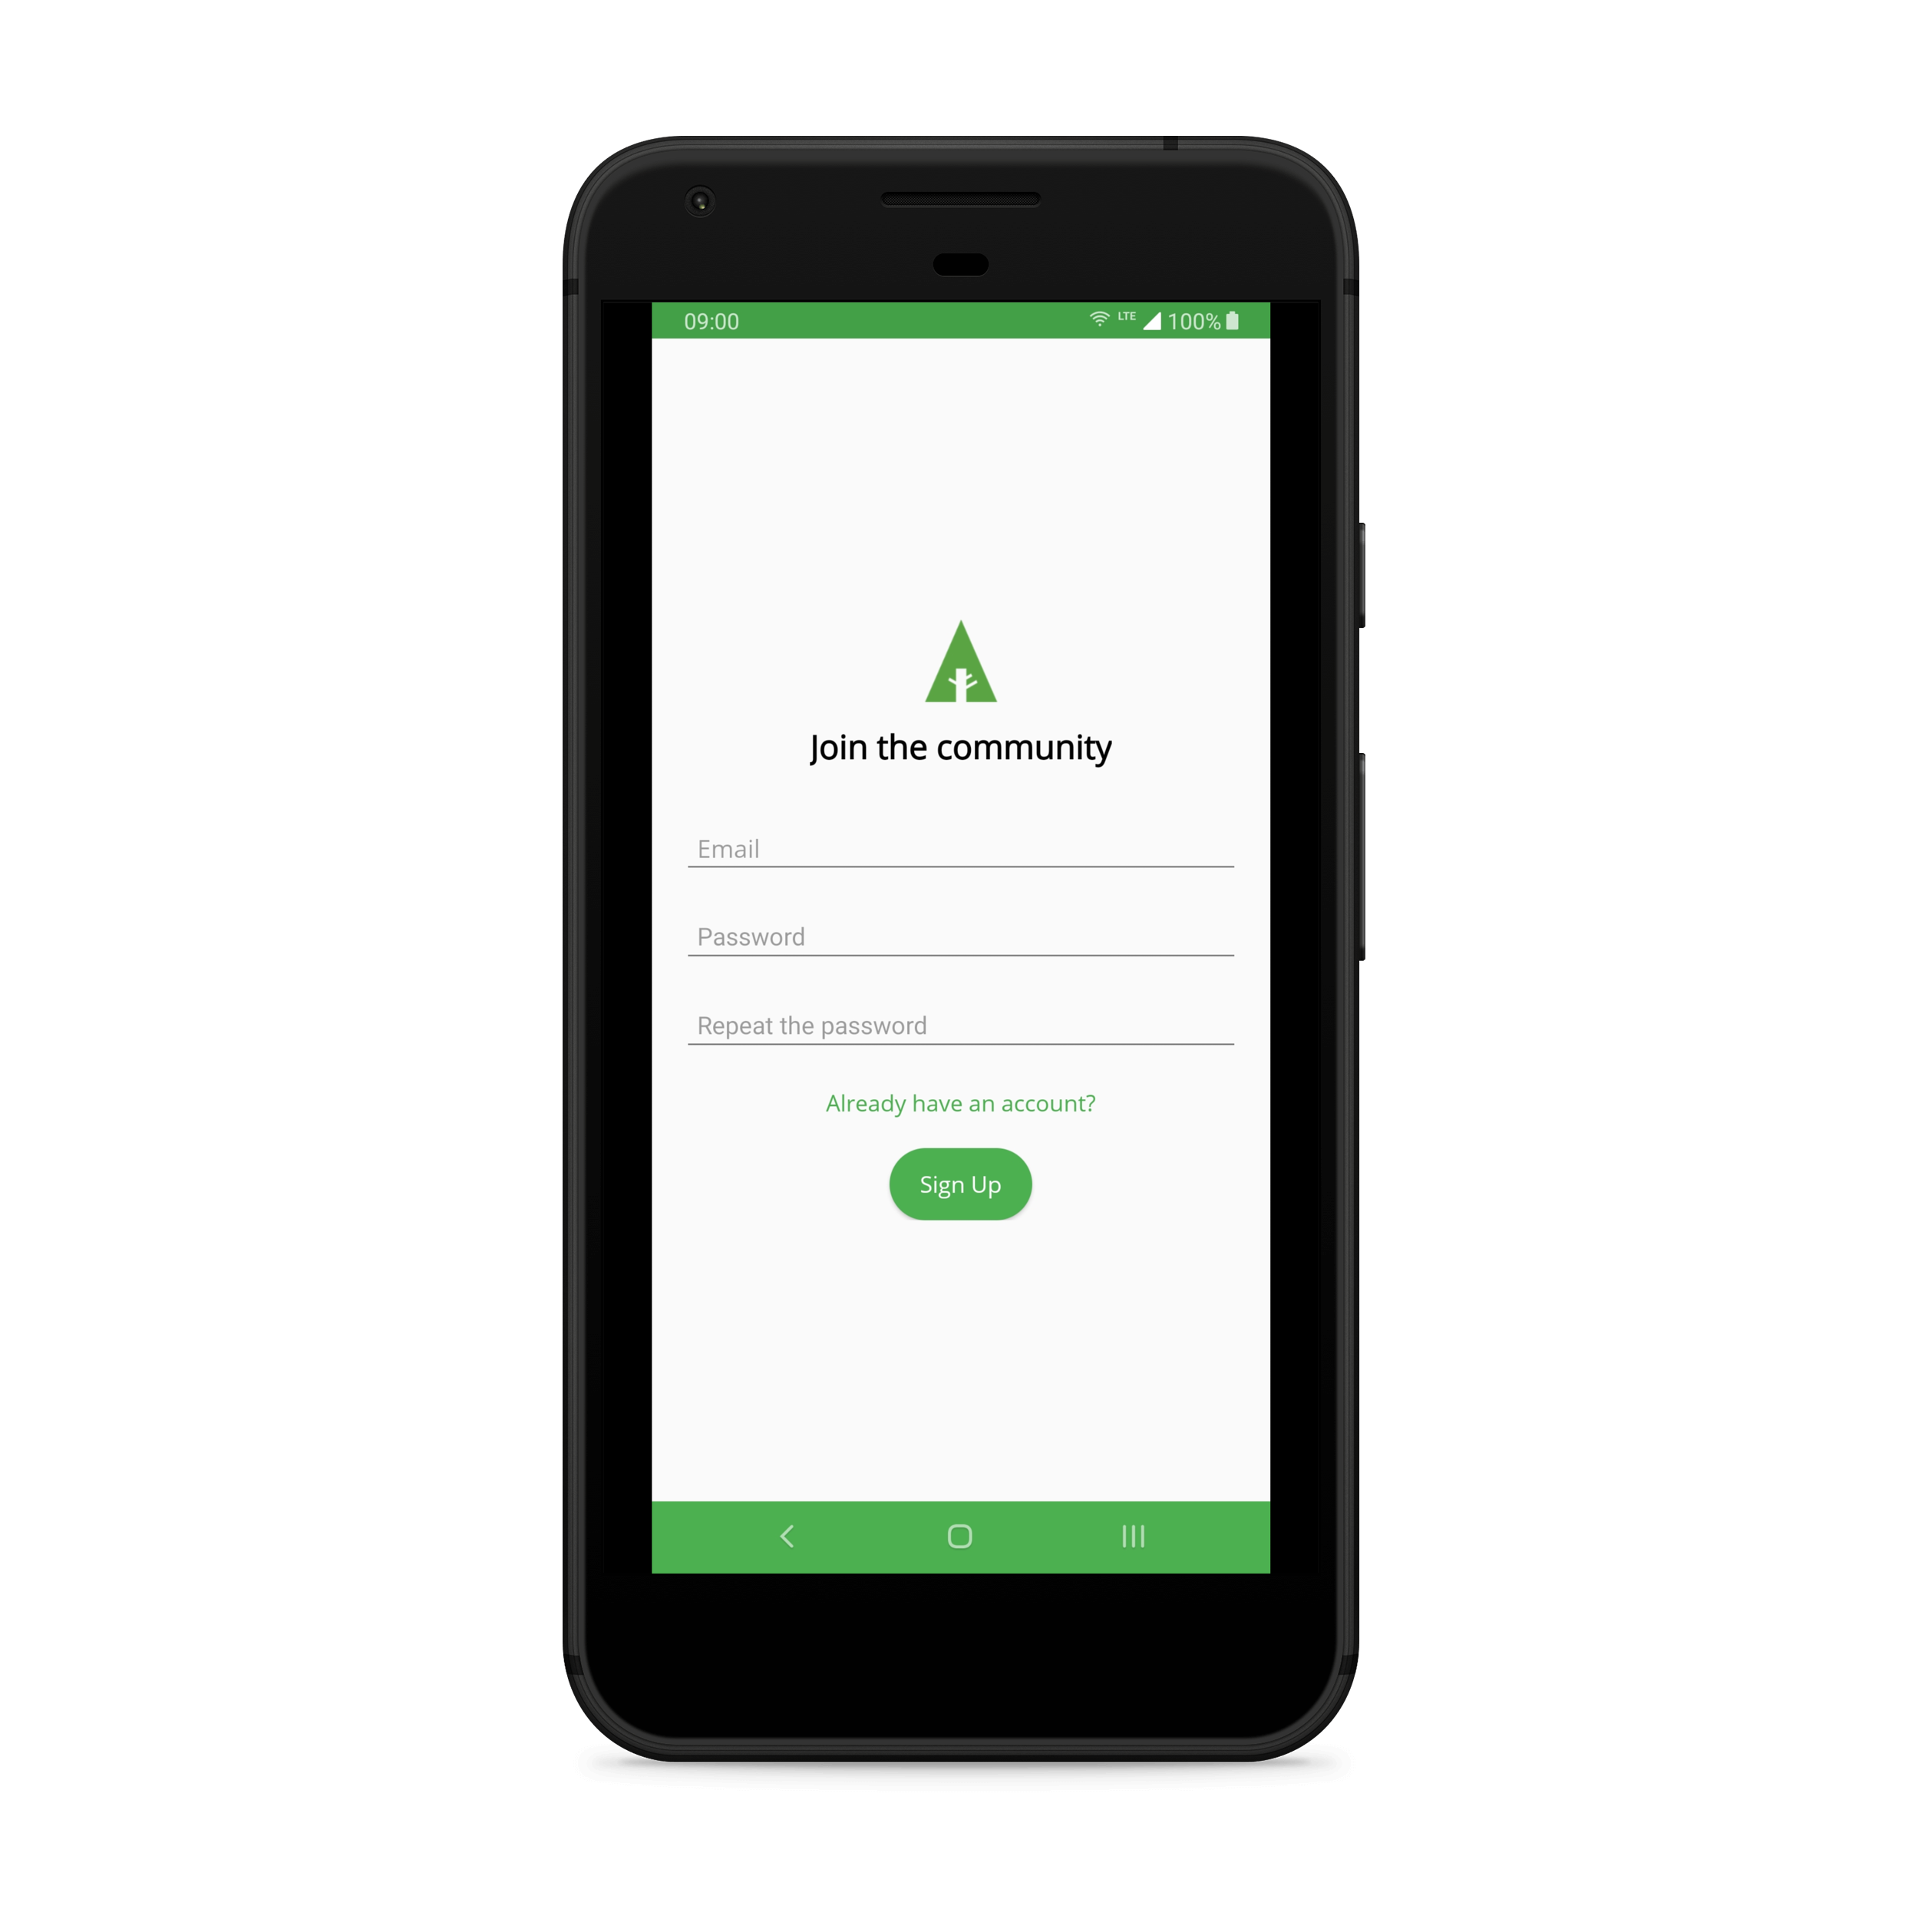 09:00 LTE 100%
Join the community
Email
Password
Repeat the password
Already have an account?
Sign Up